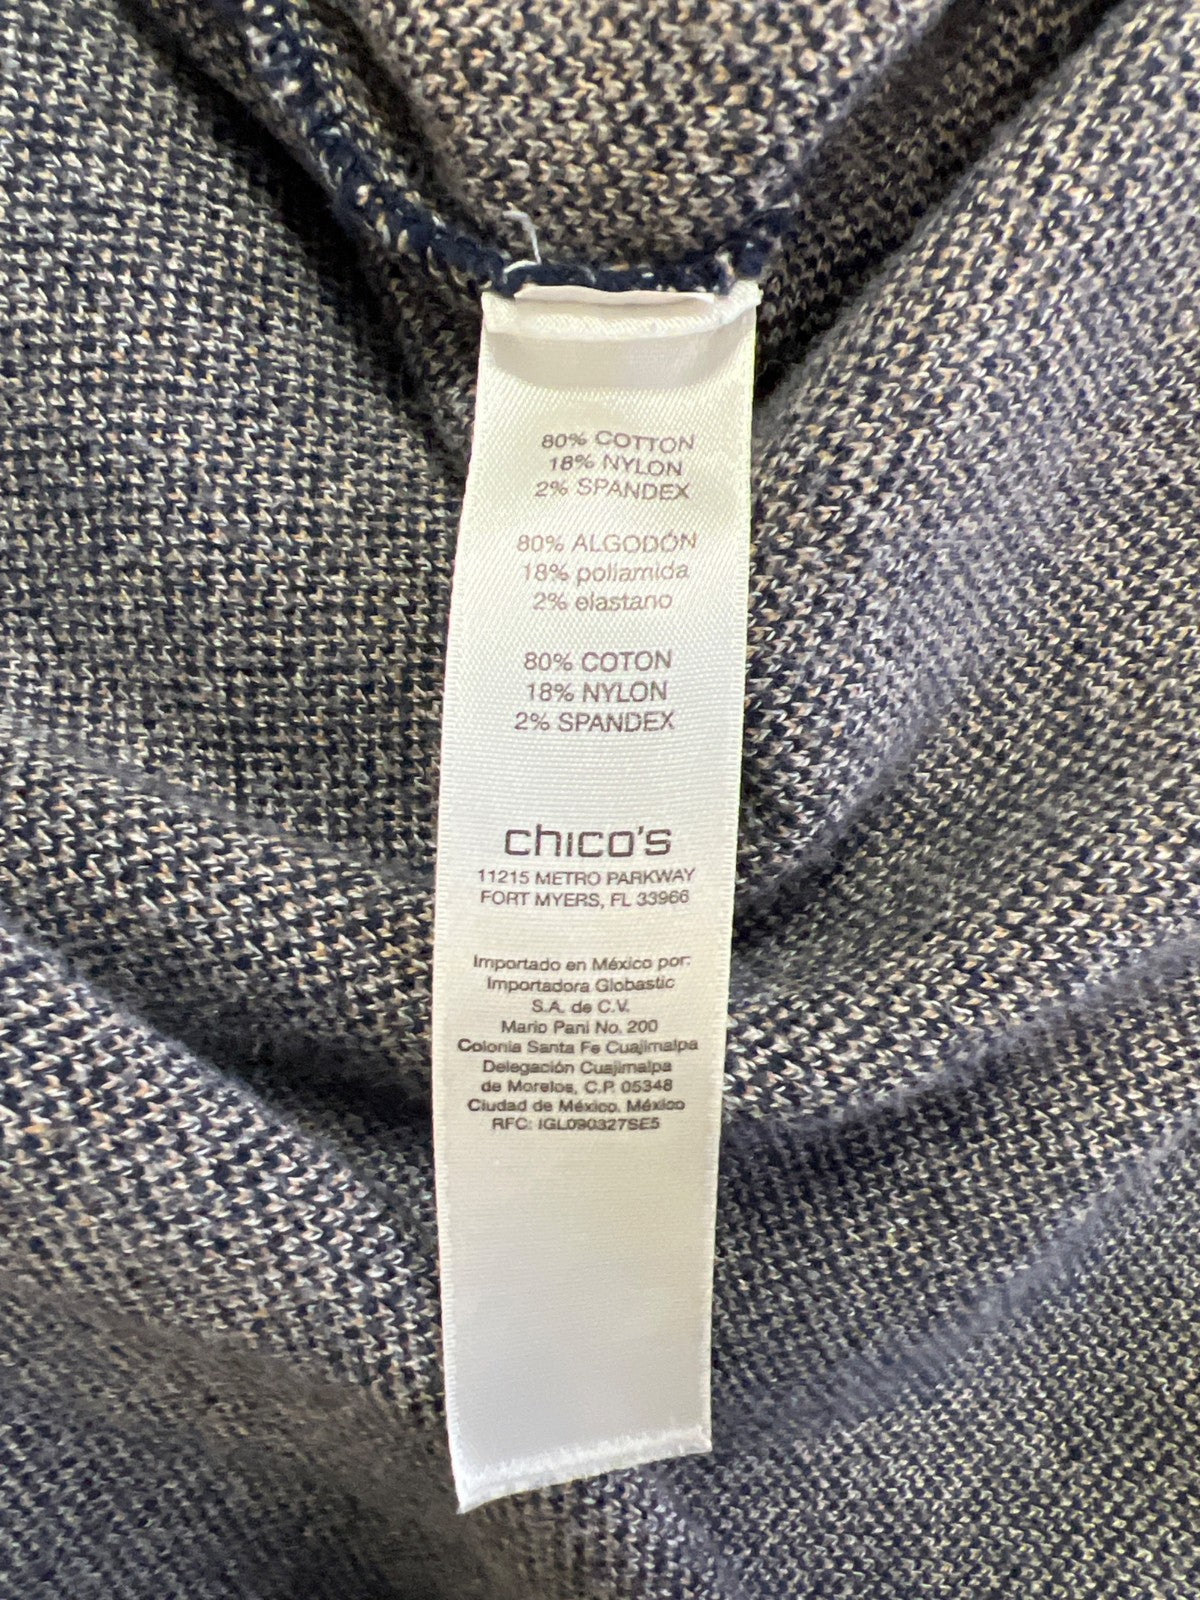 80% COTTON
18% NYLON
2% SPANDEX
80% ALGODÓN
18% poliamida
2% elastano
80% COTON
18% NYLON
2% SPANDEX
chico's
11215 METRO PARKWAY
FORT MYERS, FL 33966
Importado en México por:
Importadora Globastic
S.A. de C.V.
Mario Pani No. 200
Colonia Santa Fe Cuajimalpa
Delegación Cuajimalpa
de Morelos, C.P. 05348
Ciudad de México. México
RFC: IGL090327SE5